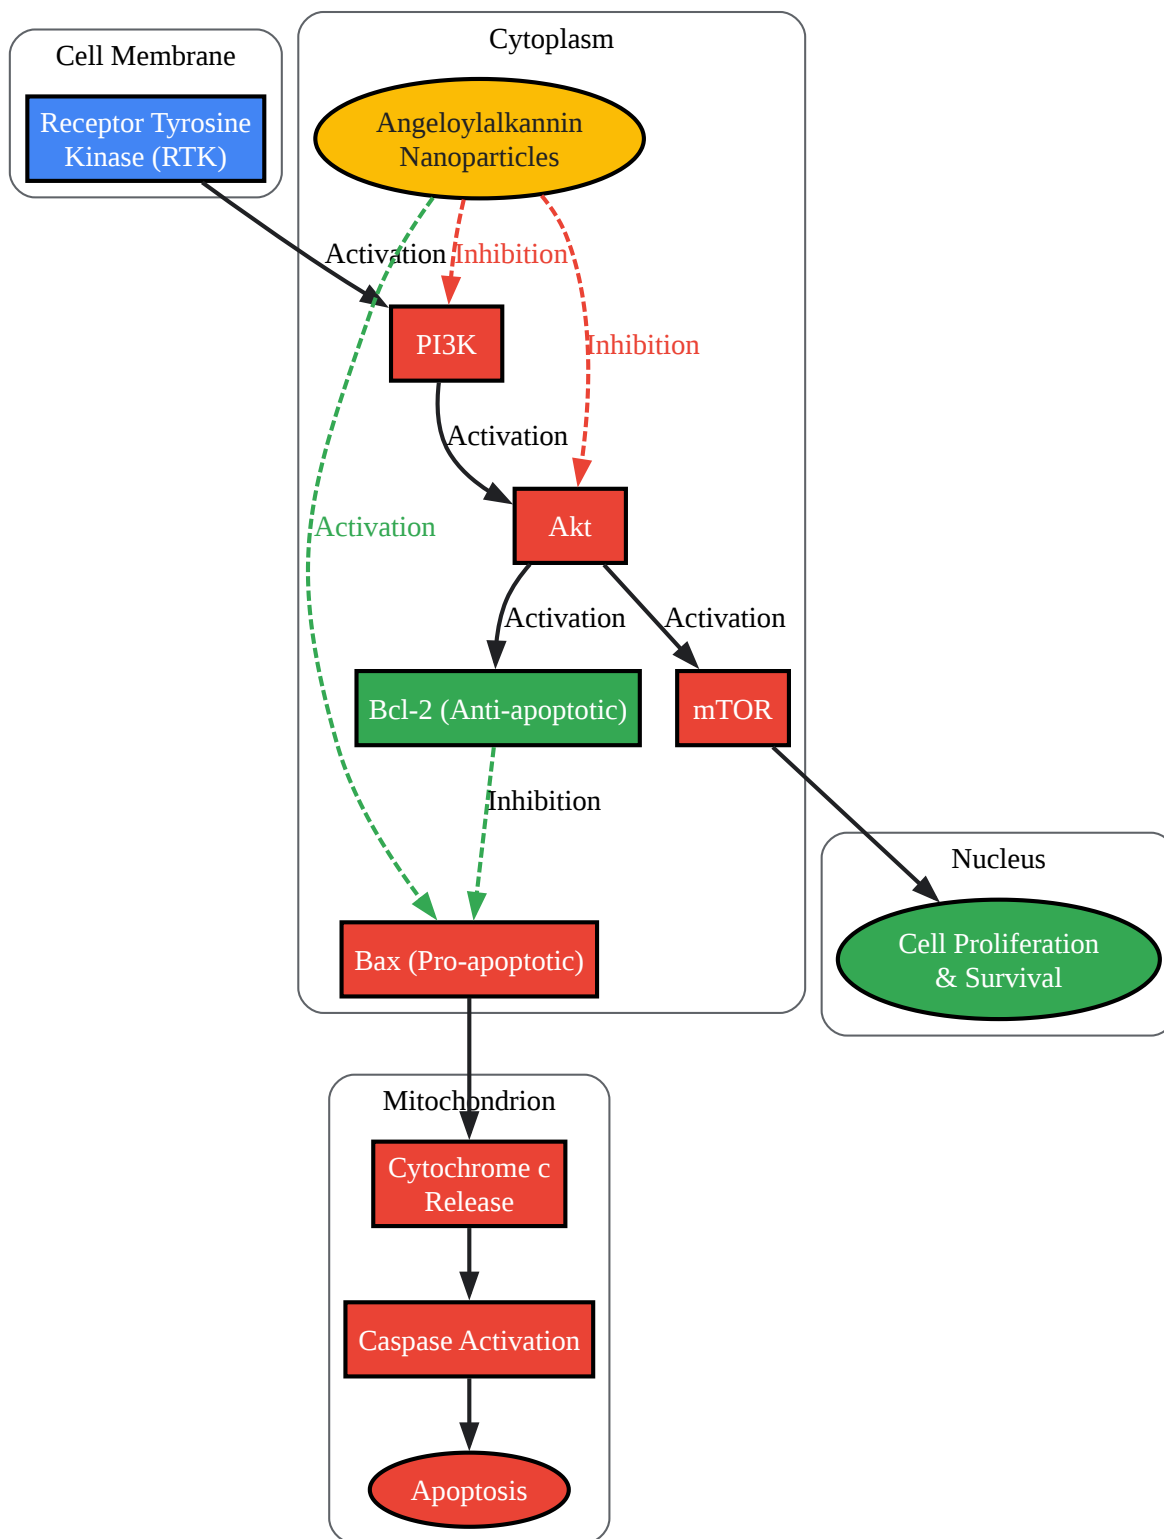 Cell Membrane
Receptor Tyrosine
Kinase (RTK)
Cytoplasm
Angeloylalkannin
Nanoparticles
Activation
Inhibition
PI3K
Inhibition
Activation
Activation
Akt
Activation
Activation
Bcl-2 (Anti-apoptotic)
mTOR
Inhibition
Bax (Pro-apoptotic)
Nucleus
Cell Proliferation
& Survival
Mitochondrion
Cytochrome c
Release
Caspase Activation
Apoptosis